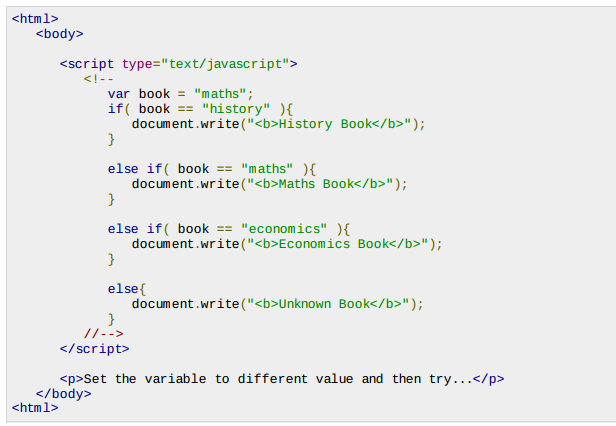 <html>
<body>
<script type="text/javascript">
<!--
var book = "maths";
if( book == "history" ){
document.write("<b>History Book</b>");
}
else if( book == "maths" ){
document.write("<b>Maths Book</b>");
}
else if( book == "economics" ){
document.write("<b>Economics Book</b>");
}
else{
document.write("<b>Unknown Book</b>");
}
//-->
</script>
<p>Set the variable to different value and then try...</p>
</body>
<html>